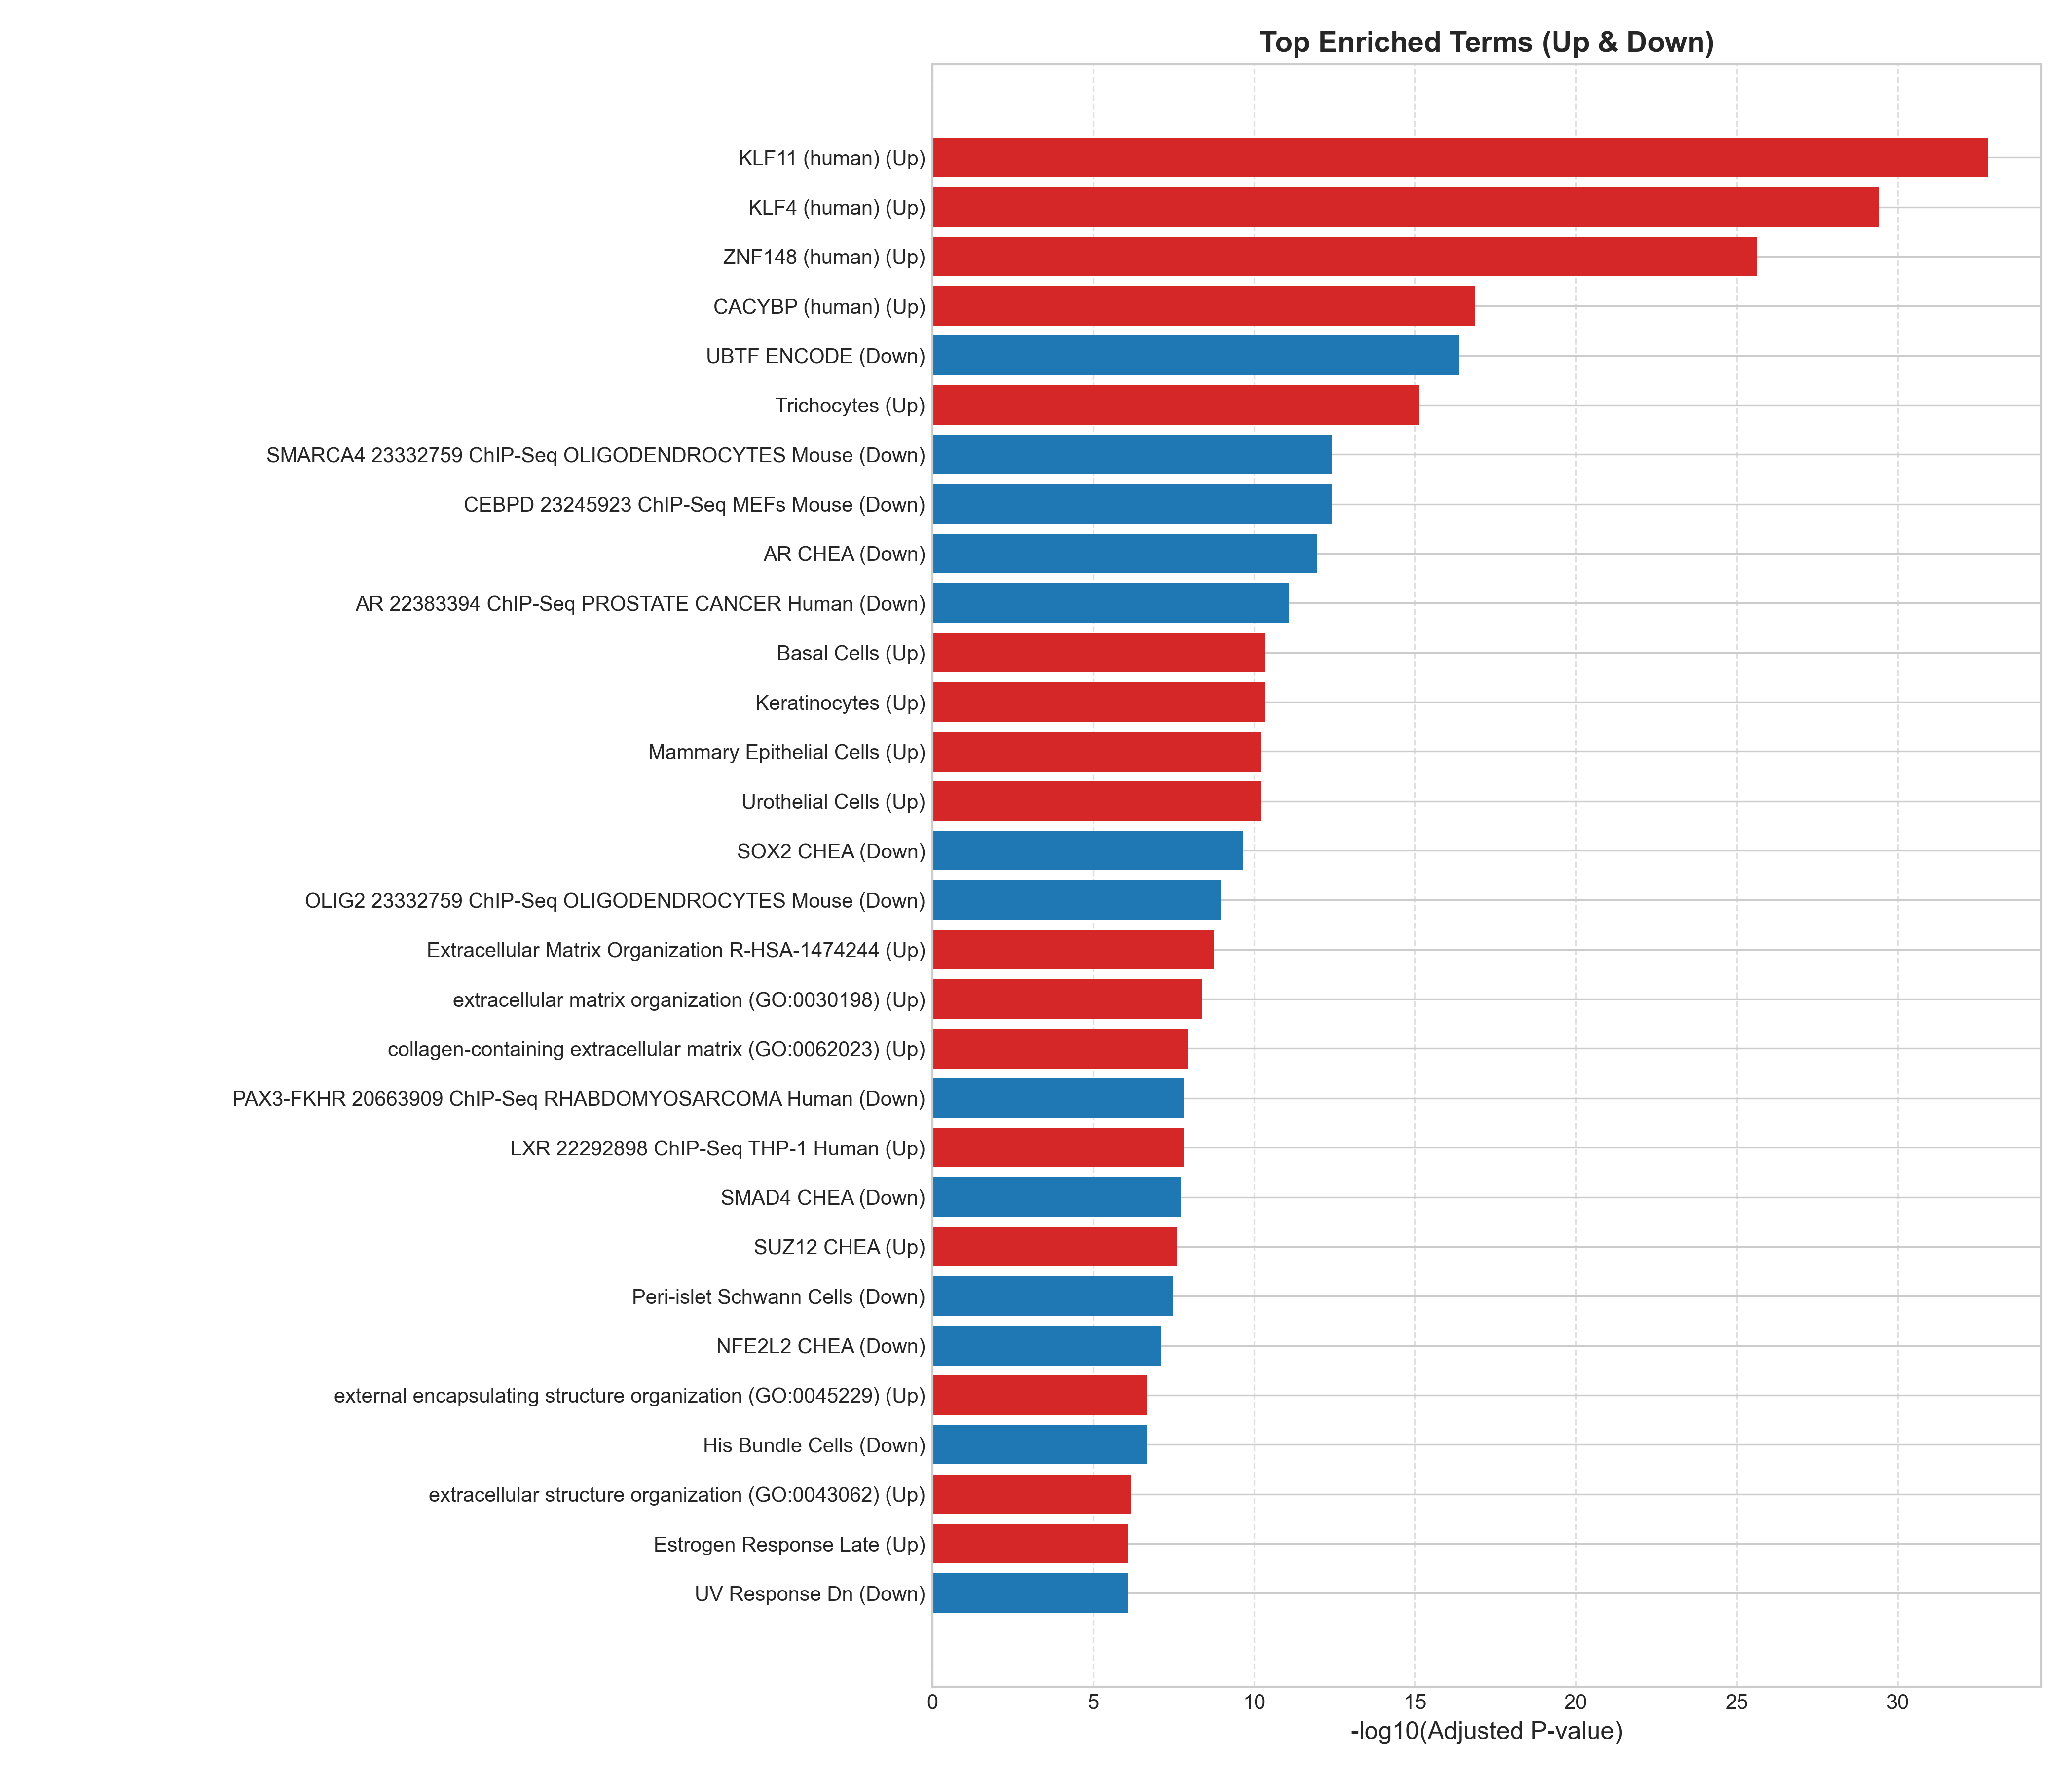 Top Enriched Terms (Up & Down)
KLF11 (human) (Up)
KLF4 (human) (Up)
ZNF148 (human) (Up)
CACYBP (human) (Up)
UBTF ENCODE (Down)
Trichocytes (Up)
SMARCA4 23332759 ChIP-Seq OLIGODENDROCYTES Mouse (Down)
CEBPD 23245923 ChIP-Seq MEFs Mouse (Down)
AR CHEA (Down)
AR 22383394 ChIP-Seq PROSTATE CANCER Human (Down)
Basal Cells (Up)
Keratinocytes (Up)
Mammary Epithelial Cells (Up)
Urothelial Cells (Up)
SOX2 CHEA (Down)
OLIG2 23332759 ChIP-Seq OLIGODENDROCYTES Mouse (Down)
Extracellular Matrix Organization R-HSA-1474244 (Up)
extracellular matrix organization (GO:0030198) (Up)
collagen-containing extracellular matrix (GO:0062023) (Up)
PAX3-FKHR 20663909 ChIP-Seq RHABDOMYOSARCOMA Human (Down)
LXR 22292898 ChIP-Seq THP-1 Human (Up)
SMAD4 CHEA (Down)
SUZ12 CHEA (Up)
Peri-islet Schwann Cells (Down)
NFE2L2 CHEA (Down)
external encapsulating structure organization (GO:0045229) (Up)
His Bundle Cells (Down)
extracellular structure organization (GO:0043062) (Up)
Estrogen Response Late (Up)
UV Response Dn (Down)
0 5 10 15 20 25 30
-log10(Adjusted P-value)